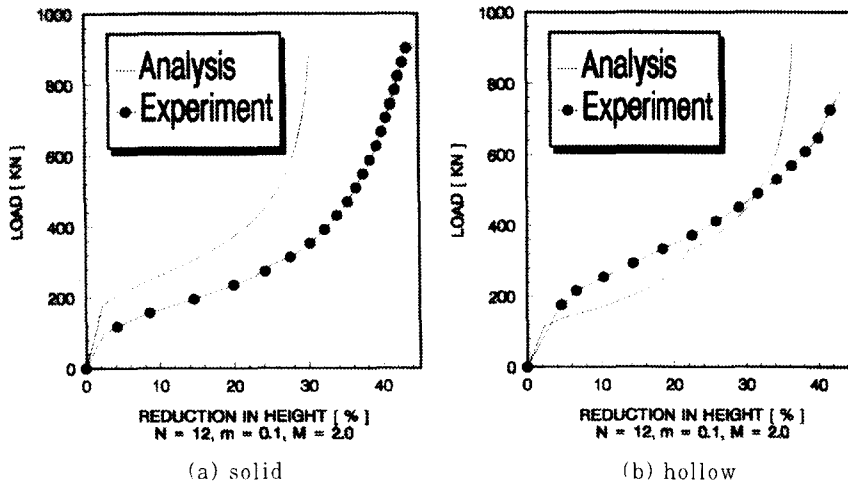 1000
800
600
400
200
0
LOAD [ KN ]
Analysis
Experiment
0 10 20 30 40
REDUCTION IN HEIGHT [ % ]
N = 12, m = 0.1, M = 2.0
(a) solid
1000
800
600
400
200
0
LOAD [ KN ]
Analysis
Experiment
0 10 20 30 40
REDUCTION IN HEIGHT [ % ]
N = 12, m = 0.1, M = 2.0
(b) hollow